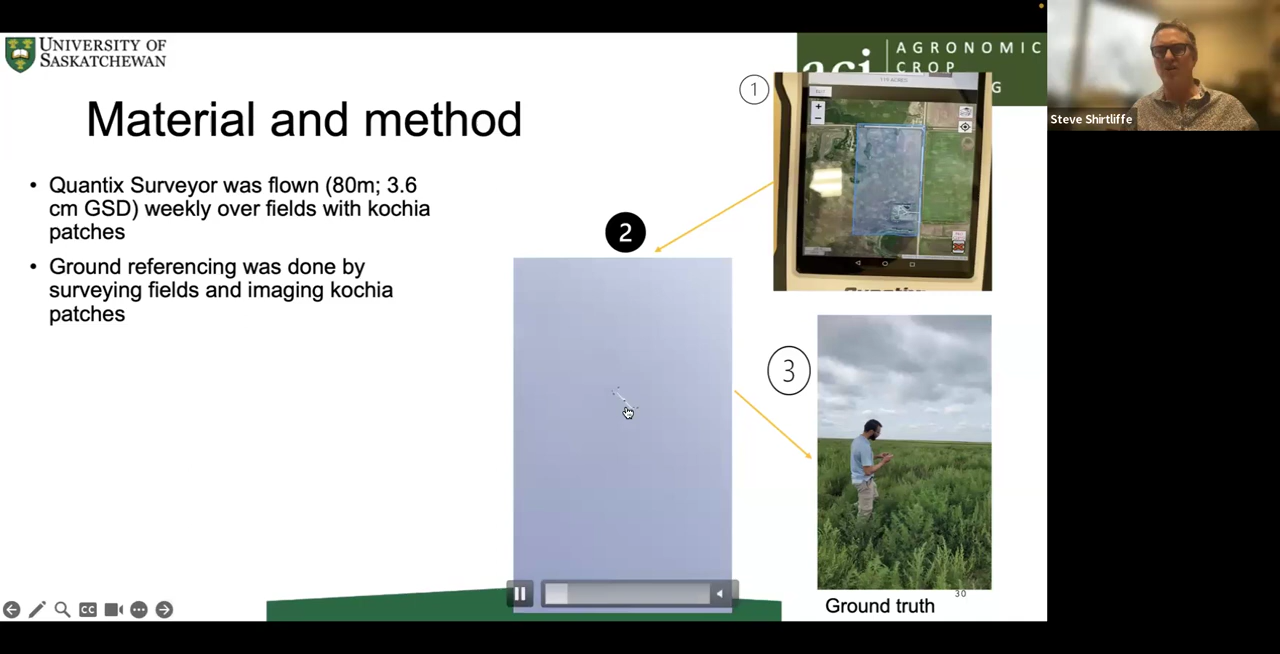 UNIVERSITY OF
SASKATCHEWAN
AGRONOMIC
CROP
G
Material and method
• Quantix Surveyor was flown (80m; 3.6
cm GSD) weekly over fields with kochia
patches
• Ground referencing was done by
surveying fields and imaging kochia
patches
1
2
3
Ground truth
30
CC
Steve Shirtliffe